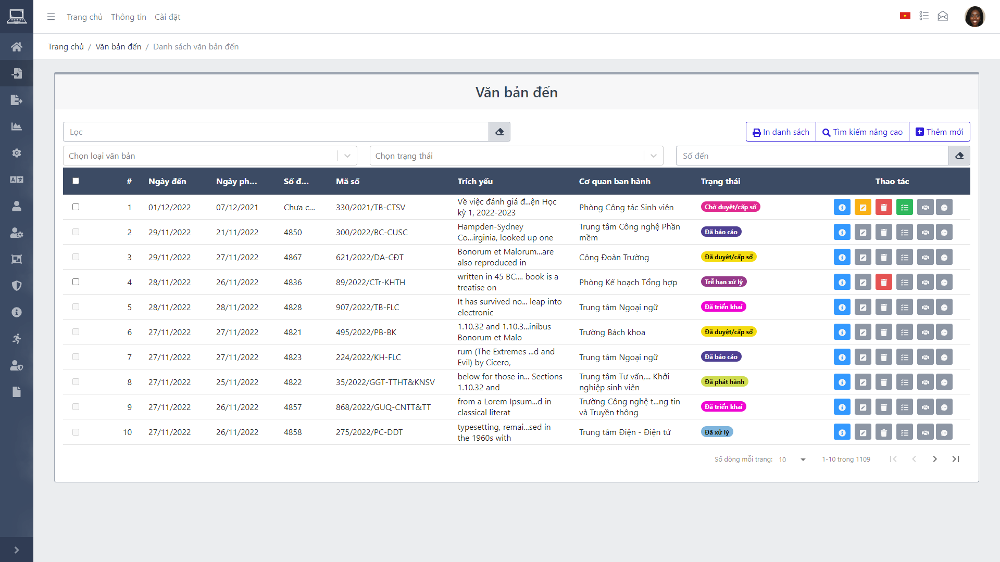 Trang chủ Thông tin Cài đặt
Trang chủ / Văn bản đến / Danh sách văn bản đến
Văn bản đến
Lọc In danh sách Tìm kiếm nâng cao Thêm mới
Chọn loại văn bản Chọn trạng thái Số đến
# Ngày đến Ngày ph... Số đ... Mã số Trích yếu Cơ quan ban hành Trạng thái Thao tác
1 01/12/2022 07/12/2021 Chưa c... 330/2021/TB-CTSV Về việc đánh giá đ...ện Học kỳ 1, 2022-2023 Phòng Công tác Sinh viên Chờ duyệt/cấp số
2 29/11/2022 21/11/2022 4850 300/2022/BC-CUSC Hampden-Sydney Co...irginia, looked up one Trung tâm Công nghệ Phần mềm Đã báo cáo
3 29/11/2022 27/11/2022 4867 621/2022/DA-CĐT Bonorum et Malorum...are also reproduced in Công Đoàn Trường Đã duyệt/cấp số
4 28/11/2022 26/11/2022 4836 89/2022/CTr-KHTH written in 45 BC.... book is a treatise on Phòng Kế hoạch Tổng hợp Trễ hạn xử lý
5 28/11/2022 28/11/2022 4828 907/2022/TB-FLC It has survived no... leap into electronic Trung tâm Ngoại ngữ Đã triển khai
6 27/11/2022 27/11/2022 4821 495/2022/PB-BK 1.10.32 and 1.10.3...inibus Bonorum et Malo Trường Bách khoa Đã duyệt/cấp số
7 27/11/2022 27/11/2022 4823 224/2022/KH-FLC rum (The Extremes ...d and Evil) by Cicero, Trung tâm Ngoại ngữ Đã báo cáo
8 27/11/2022 25/11/2022 4822 35/2022/GGT-TTHT&KNSV below for those in... Sections 1.10.32 and Trung tâm Tư vấn,... Khởi nghiệp sinh viên Đã phát hành
9 27/11/2022 26/11/2022 4857 868/2022/GUQ-CNTT&TT from a Lorem Ipsum...d in classical literat Trường Công nghệ t...ng tin và Truyền thông Đã triển khai
10 27/11/2022 26/11/2022 4858 275/2022/PC-DDT typesetting, remai...sed in the 1960s with Trung tâm Điện - Điện tử Đã xử lý
Số dòng mỗi trang: 10 1-10 trong 1109